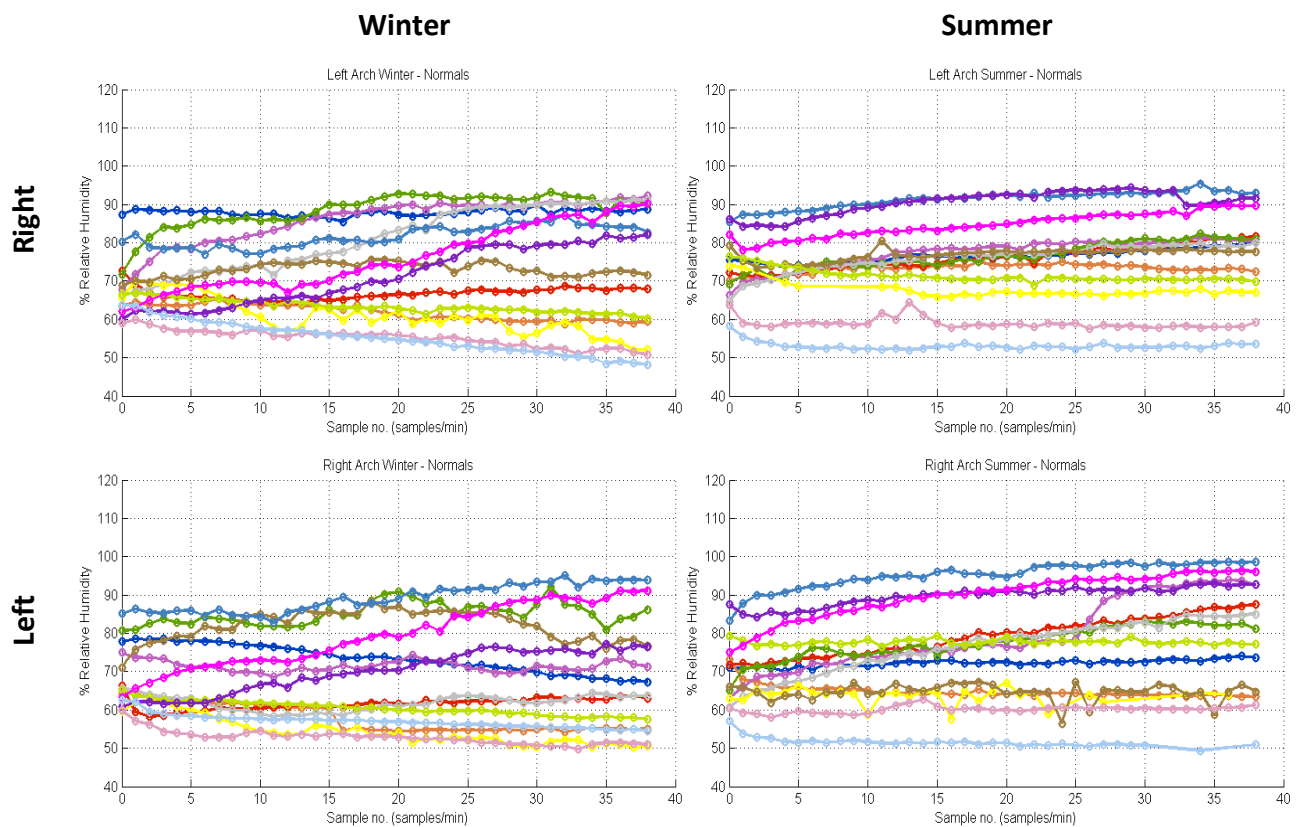 Winter
Summer
Right
Left Arch Winter - Normals
% Relative Humidity
120
110
100
90
80
70
60
50
40
0 5 10 15 20 25 30 35 40
Sample no. (samples/min)
Left Arch Summer - Normals
% Relative Humidity
120
110
100
90
80
70
60
50
40
0 5 10 15 20 25 30 35 40
Sample no. (samples/min)
Left
Right Arch Winter - Normals
% Relative Humidity
120
110
100
90
80
70
60
50
40
0 5 10 15 20 25 30 35 40
Sample no. (samples/min)
Right Arch Summer - Normals
% Relative Humidity
120
110
100
90
80
70
60
50
40
0 5 10 15 20 25 30 35 40
Sample no. (samples/min)